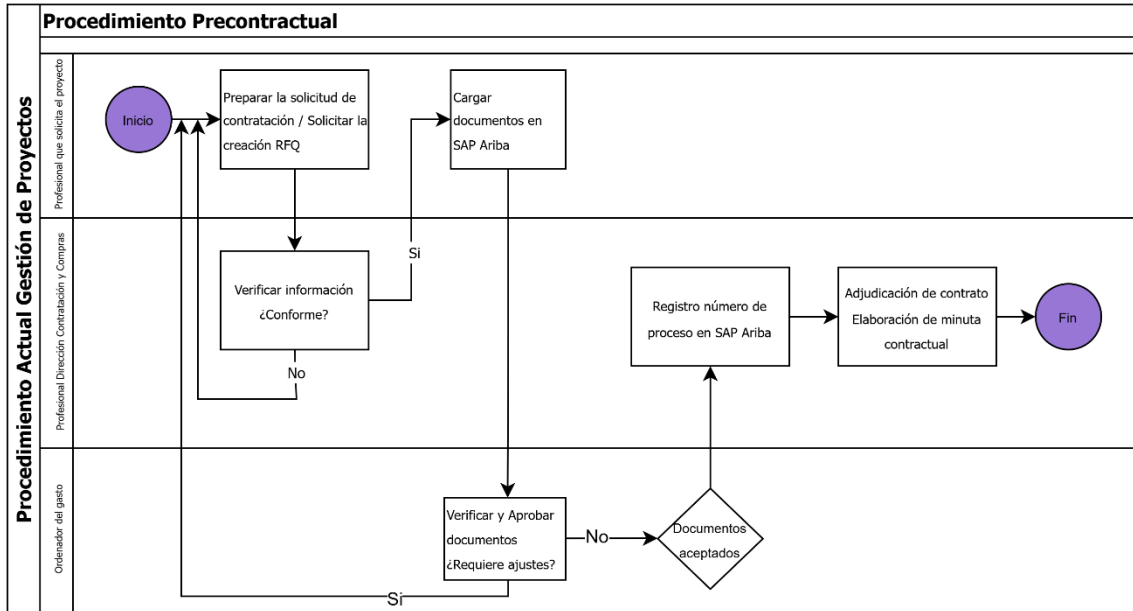 Procedimiento Actual Gestión de Proyectos
Procedimiento Precontractual
Profesional que solicita el proyecto
Inicio
Preparar la solicitud de
contratación / Solicitar la
creación RFQ
Cargar
documentos en
SAP Ariba
Profesional Dirección Contratación y Compras
Verificar información
¿Conforme?
Si
No
Registro número de
proceso en SAP Ariba
Adjudicación de contrato
Elaboración de minuta
contractual
Fin
Ordenador del gasto
Verificar y Aprobar
documentos
¿Requiere ajustes?
No
Documentos
aceptados
Si